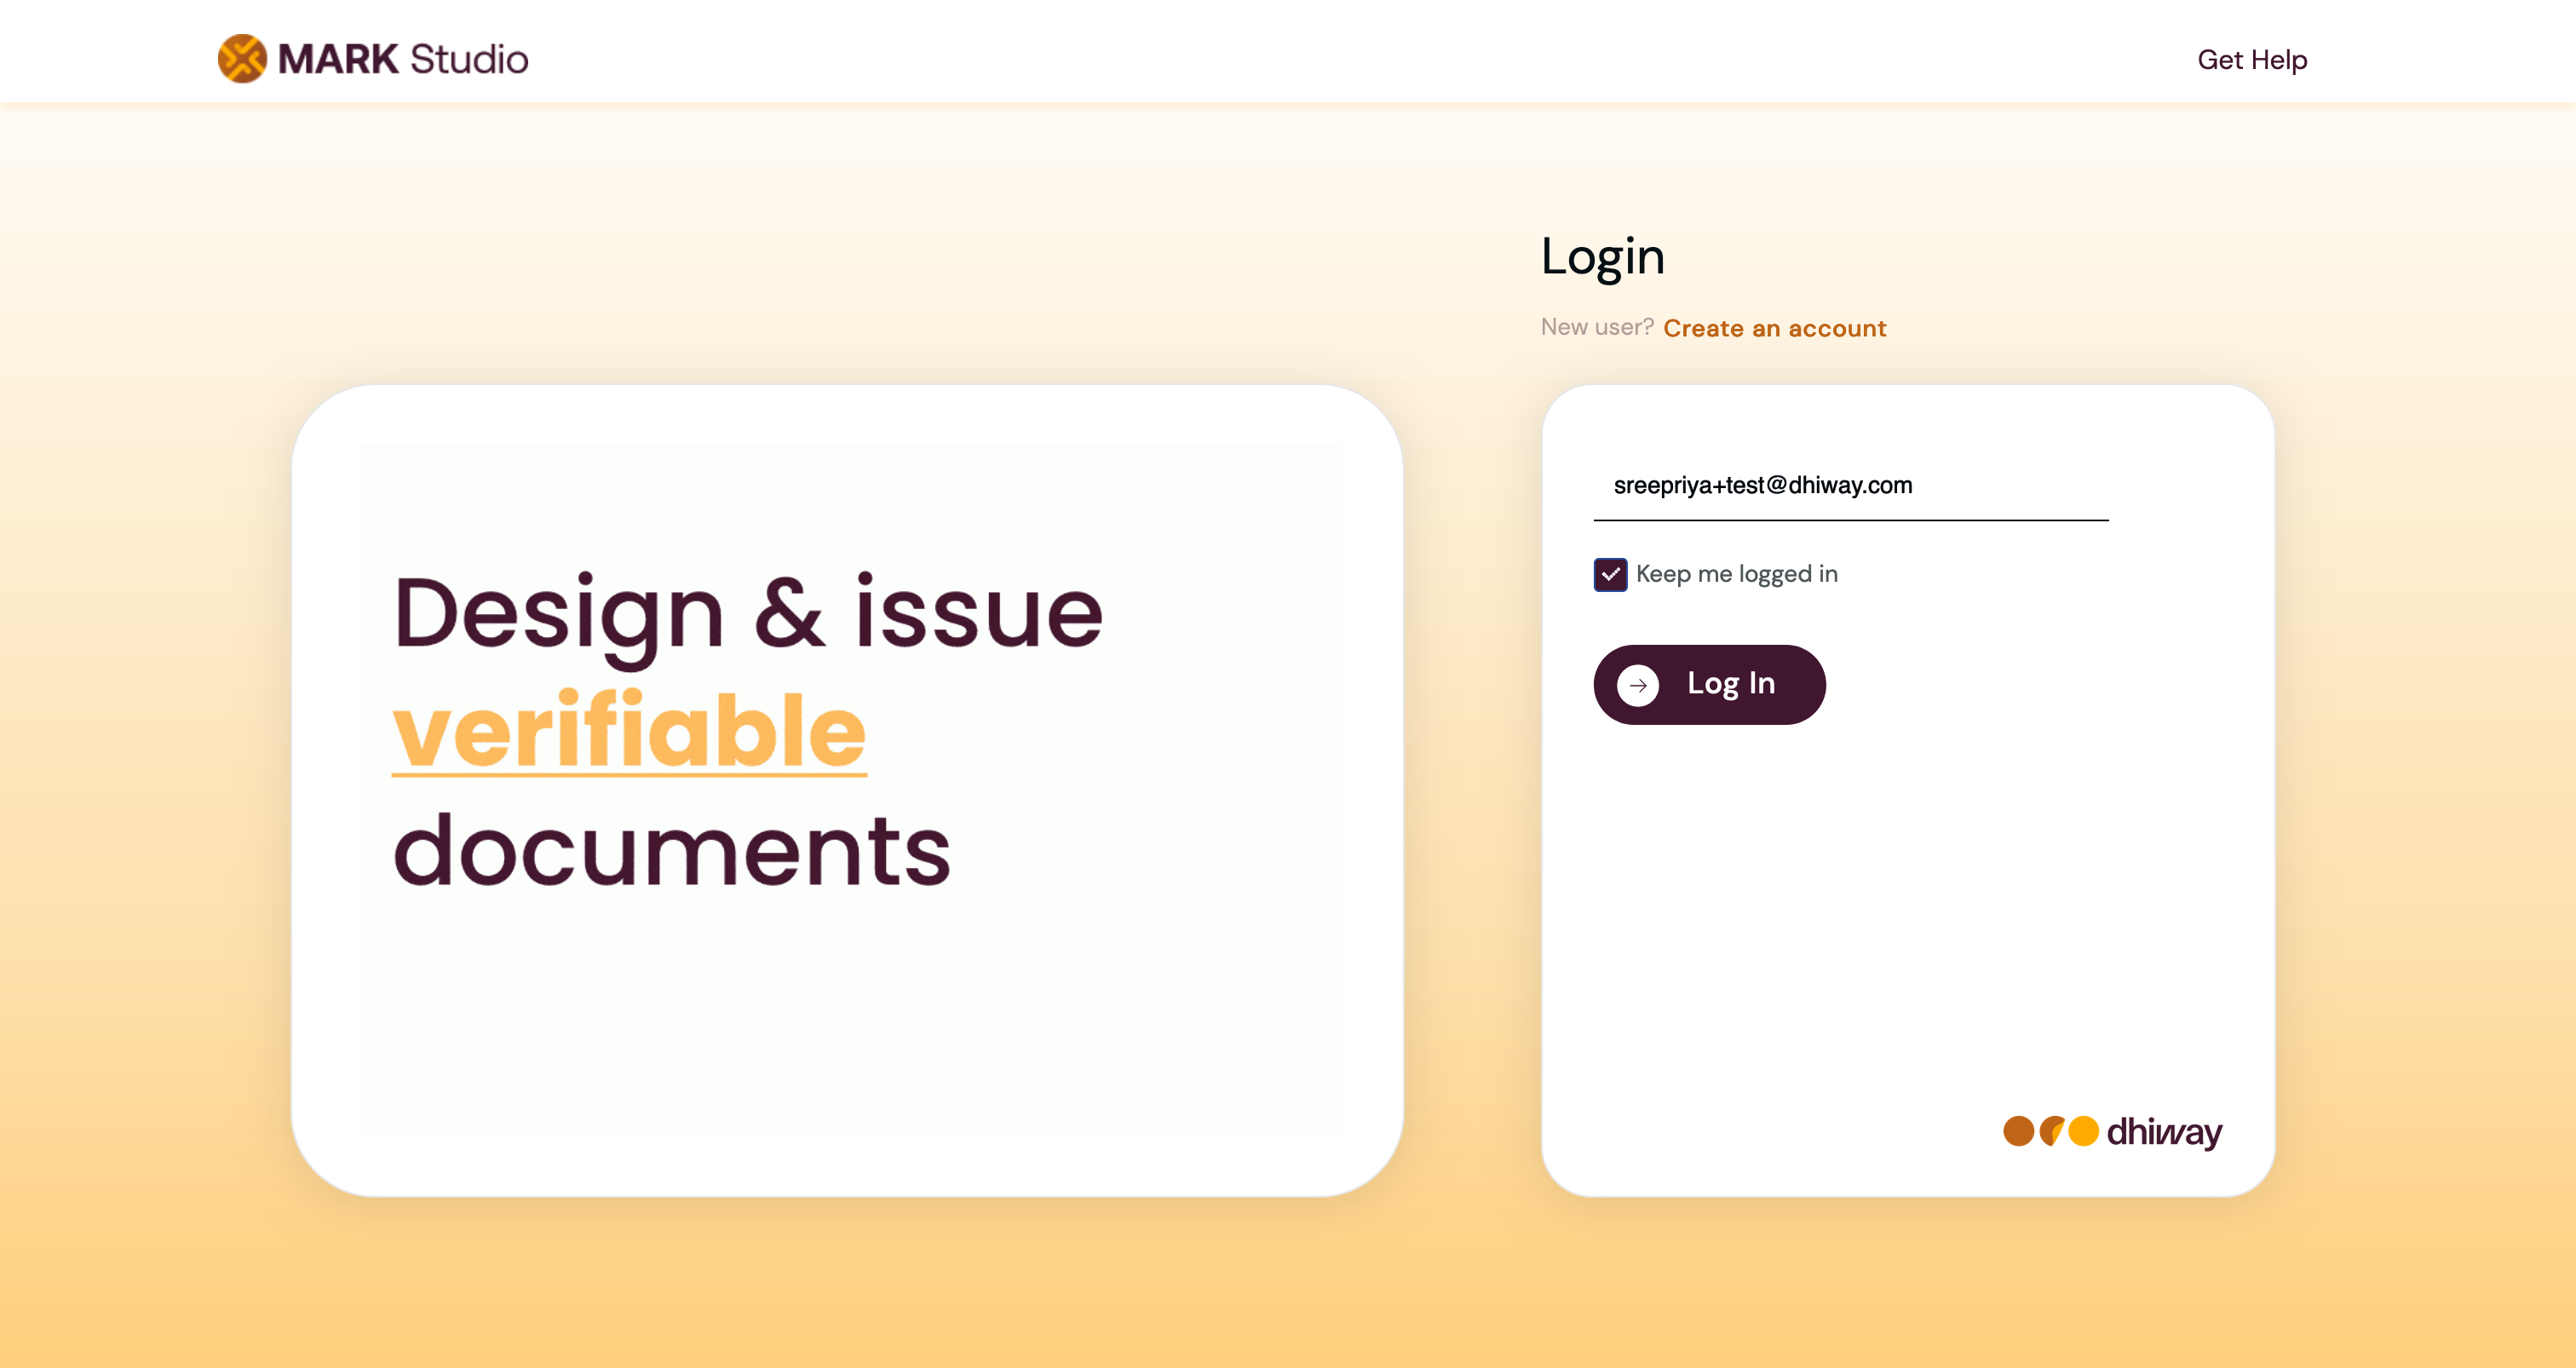 MARK Studio
Get Help
Login
New user? Create an account
Design & issue
verifiable
documents
sreepriya+test@dhiway.com
Keep me logged in
Log In
dhiway